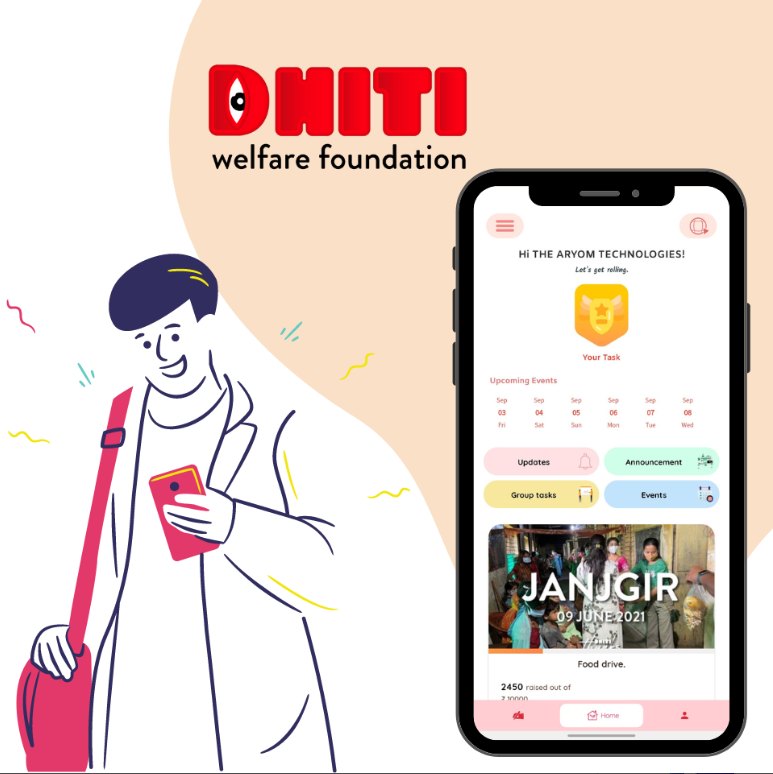 DHITI
welfare foundation
Hi THE ARYOM TECHNOLOGIES!
Let's get rolling.
Your Task
Upcoming Events
Sep Sep Sep Sep Sep Sep
03 04 05 06 07 08
Fri Sat Sun Mon Tue Wed
Updates Announcement
Group tasks Events
JANJGIR
09 JUNE 2021
Food drive.
2450 raised out of
₹ 10000
Home